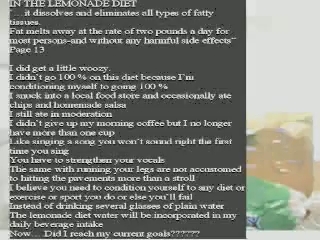 IN THE LEMONADE DIET
"... it dissolves and eliminates all types of fatty
tissues.
Fat melts away at the rate of two pounds a day for
most persons-and without any harmful side effects"
Page 13
I did get a little woozy.
I didn't go 100 % on this diet because I'm
conditioning myself to going 100 %
I snuck into a local food store and occasionally ate
chips and homemade salsa
I still ate in moderation
I didn't give up my morning coffee but I no longer
have more than one cup
Like singing a song you won't sound right the first
time you sing
You have to strengthen your vocals
The same with running your legs are not accustomed
to hitting the pavements more than a stroll
I believe you need to condition yourself to any diet or
exercise or sport you do or else you'll fail
Instead of drinking several glasses of plain water
The lemonade diet water will be incorporated in my
daily beverage intake
Now.... Did I reach my current goals??????